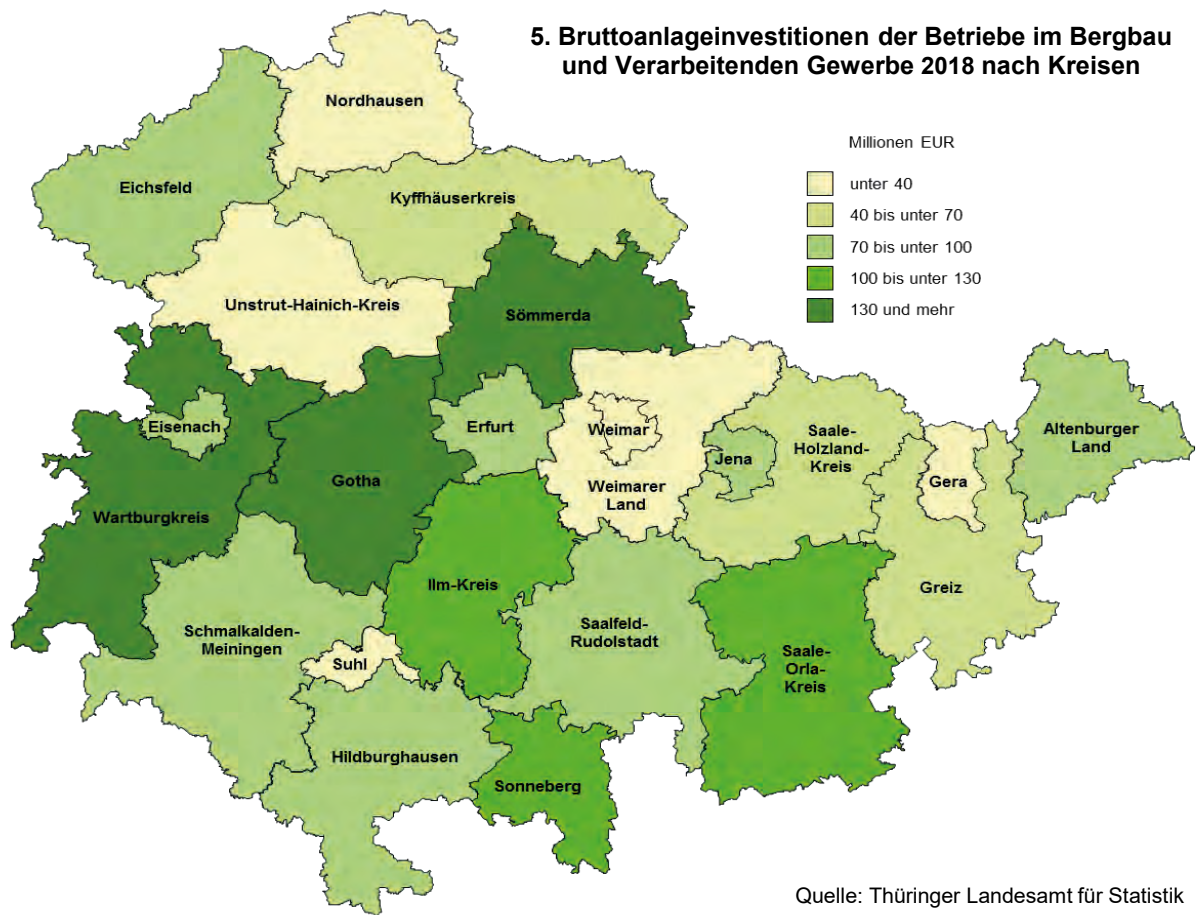 5. Bruttoanlageinvestitionen der Betriebe im Bergbau
und Verarbeitenden Gewerbe 2018 nach Kreisen
Millionen EUR
unter 40
40 bis unter 70
70 bis unter 100
100 bis unter 130
130 und mehr
Nordhausen
Eichsfeld
Kyffhäuserkreis
Unstrut-Hainich-Kreis
Sömmerda
Eisenach
Erfurt
Weimar
Jena
Saale-
Holzland-
Kreis
Altenburger
Land
Gotha
Weimarer
Land
Gera
Wartburgkreis
Ilm-Kreis
Greiz
Schmalkalden-
Meiningen
Suhl
Saalfeld-
Rudolstadt
Saale-
Orla-
Kreis
Hildburghausen
Sonneberg
Quelle: Thüringer Landesamt für Statistik